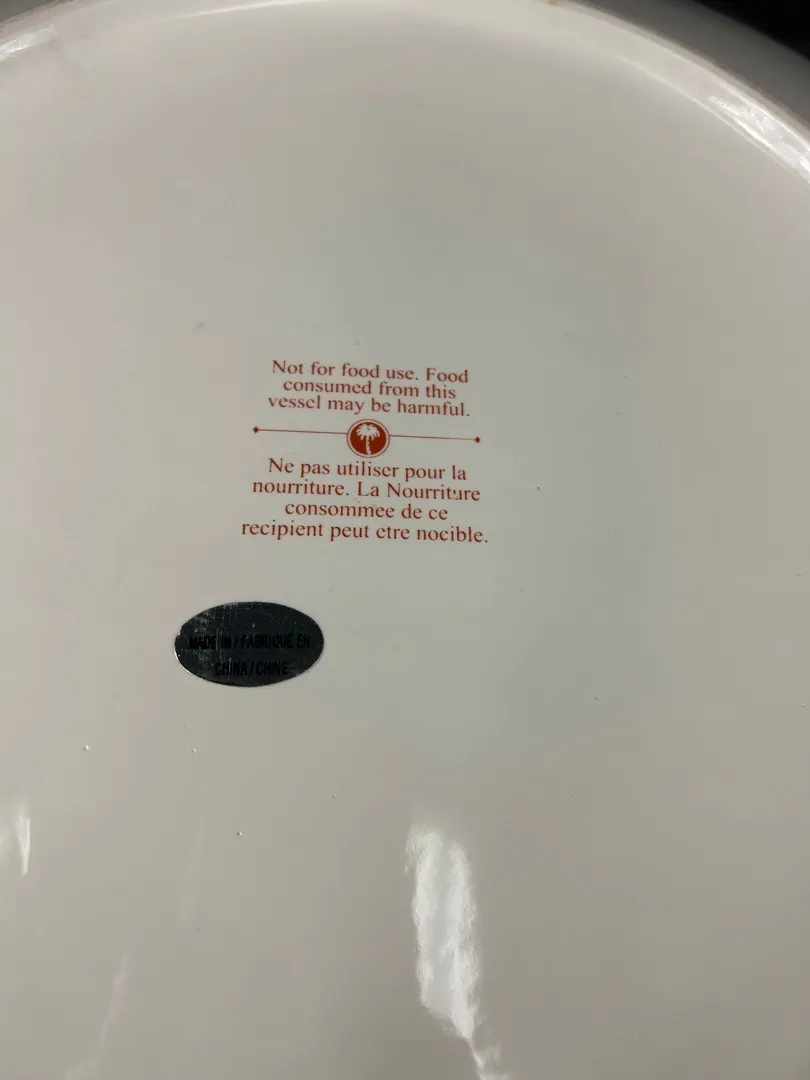 Not for food use. Food
consumed from this
vessel may be harmful.
Ne pas utiliser pour la
nourriture. La Nourriture
consommee de ce
recipient peut etre nocible.
MADE IN / FABRIQUÉ EN
CHINA / CHINE